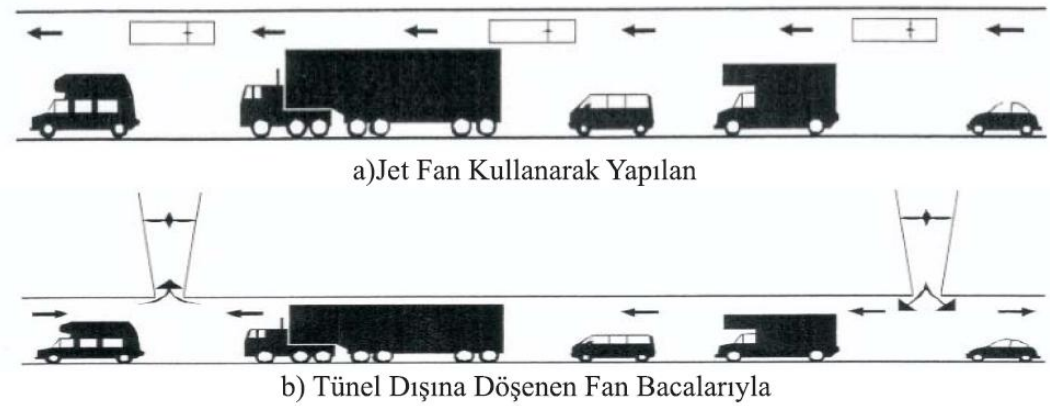 a)Jet Fan Kullanarak Yapılan
b) Tünel Dışına Döşenen Fan Bacalarıyla